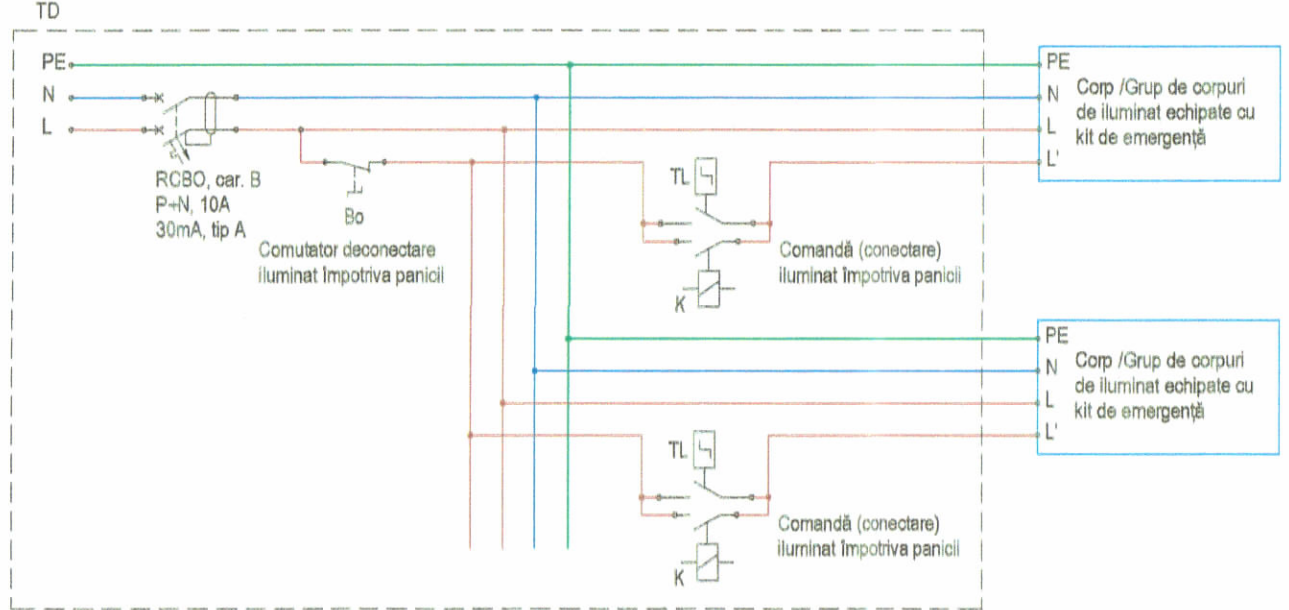 TD
PE
N
L
RCBO, car. B
P+N, 10A
30mA, tip A
Bo
Comutator deconectare
iluminat împotriva panicii
TL
K
Comandă (conectare)
iluminat împotriva panicii
PE
N
L
L'
Corp /Grup de corpuri
de iluminat echipate cu
kit de emergență
TL
K
Comandă (conectare)
iluminat împotriva panicii
PE
N
L
L'
Corp /Grup de corpuri
de iluminat echipate cu
kit de emergență